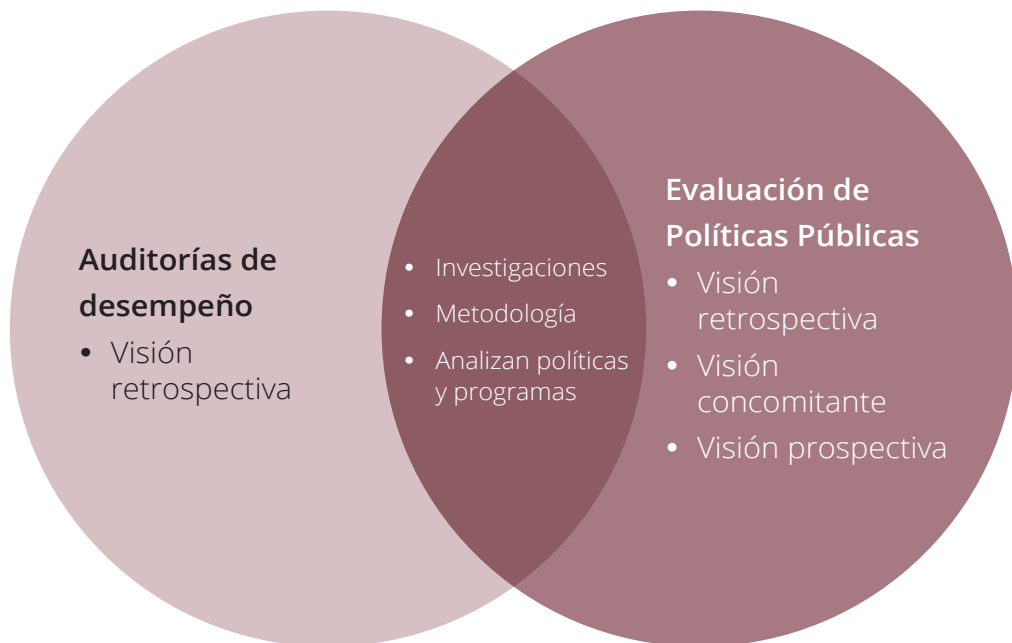 Auditorías de
desempeño
• Visión
retrospectiva
• Investigaciones
• Metodología
• Analizan políticas
y programas
Evaluación de
Políticas Públicas
• Visión
retrospectiva
• Visión
concomitante
• Visión prospectiva